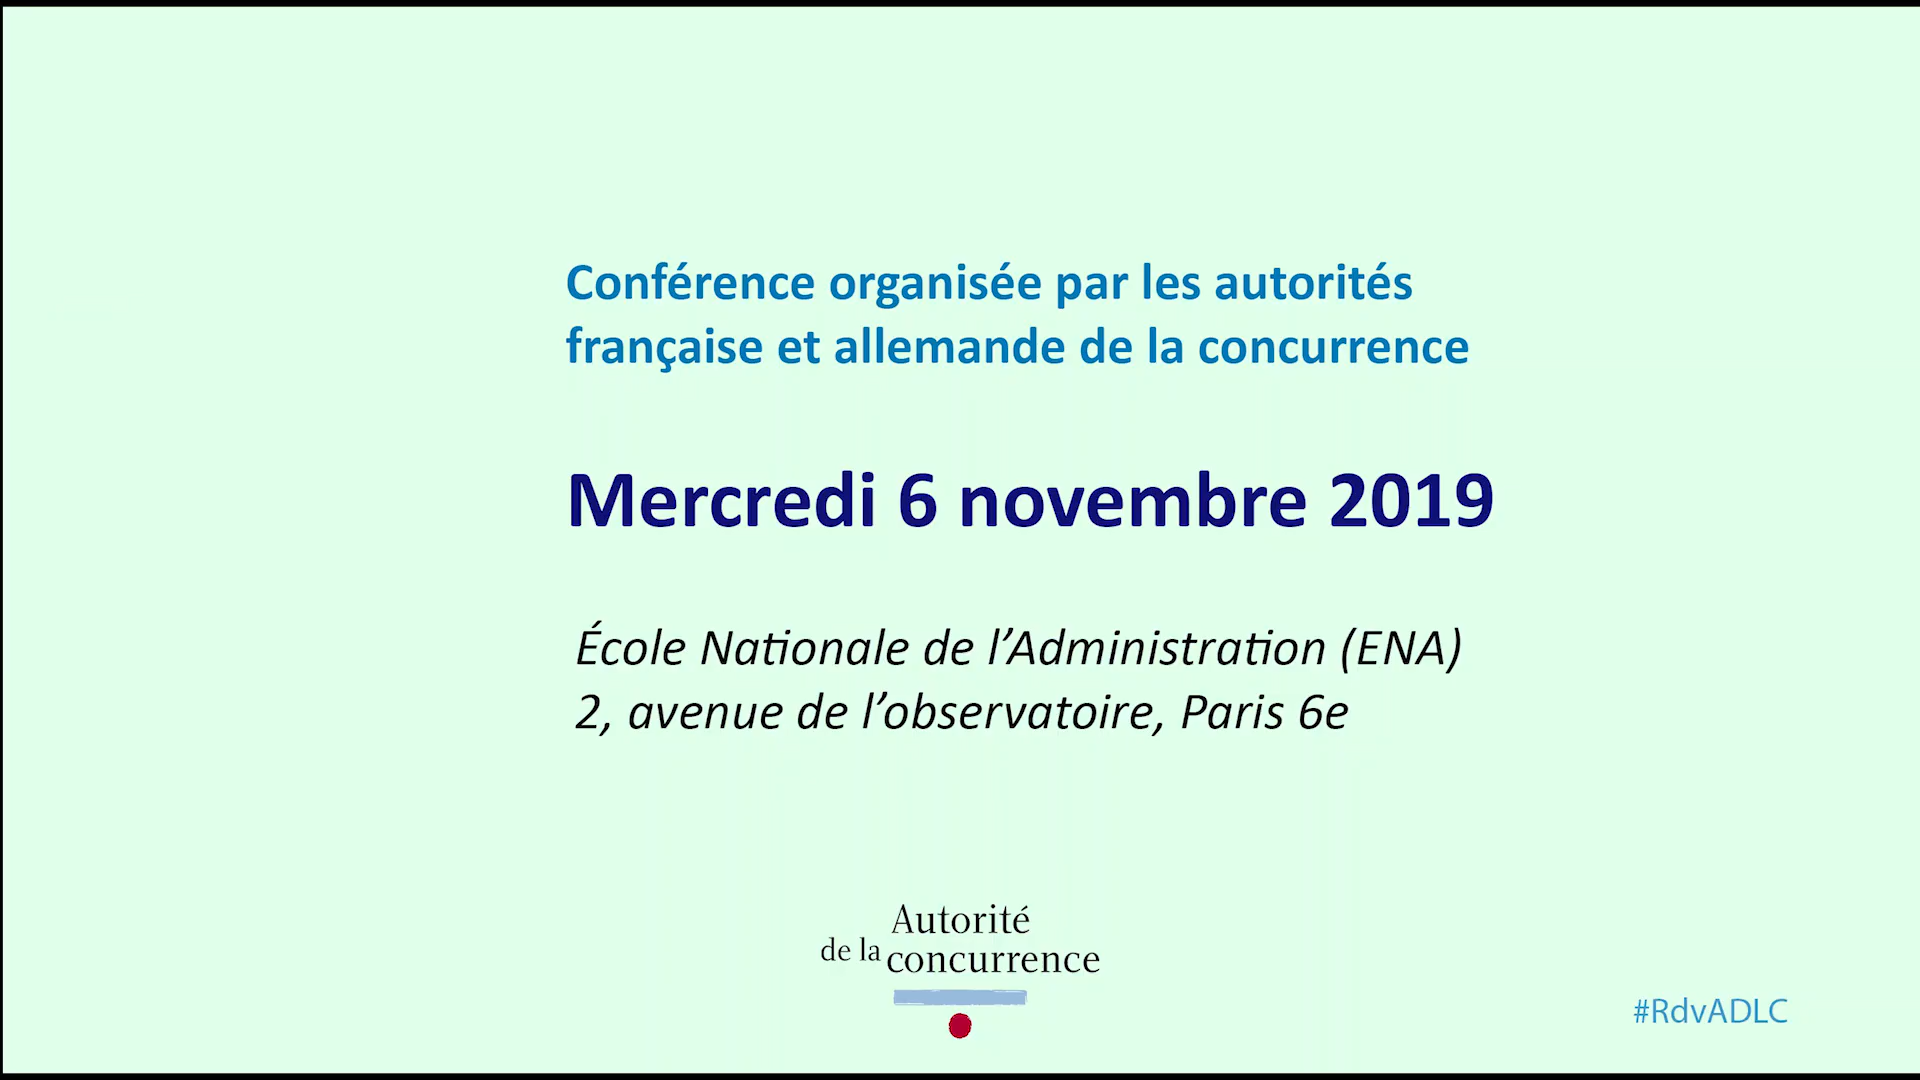 Conférence organisée par les autorités
française et allemande de la concurrence
Mercredi 6 novembre 2019
École Nationale de l’Administration (ENA)
2, avenue de l’observatoire, Paris 6e
Autorité
de la concurrence
#RdvADLC